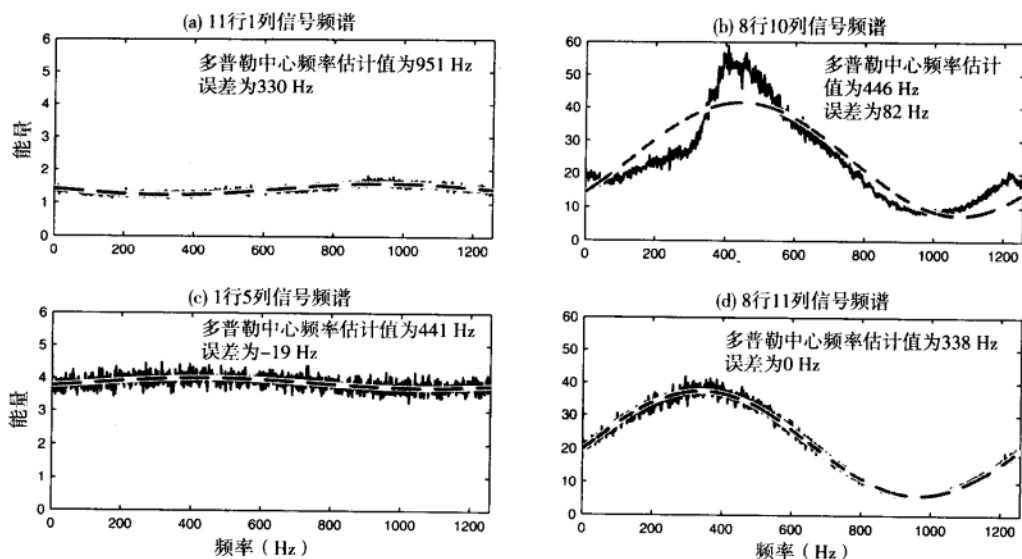 (a) 11行1列信号频谱
6
5
4
3
2
1
0
能量
多普勒中心频率估计值为951 Hz
误差为330 Hz
0 200 400 600 800 1000 1200
(b) 8行10列信号频谱
60
50
40
30
20
10
0
多普勒中心频率估计
值为446 Hz
误差为82 Hz
0 200 400 600 800 1000 1200
(c) 1行5列信号频谱
6
5
4
3
2
1
0
能量
多普勒中心频率估计值为441 Hz
误差为-19 Hz
0 200 400 600 800 1000 1200
频率（Hz）
(d) 8行11列信号频谱
60
50
40
30
20
10
0
多普勒中心频率估计值为338 Hz
误差为0 Hz
0 200 400 600 800 1000 1200
频率（Hz）